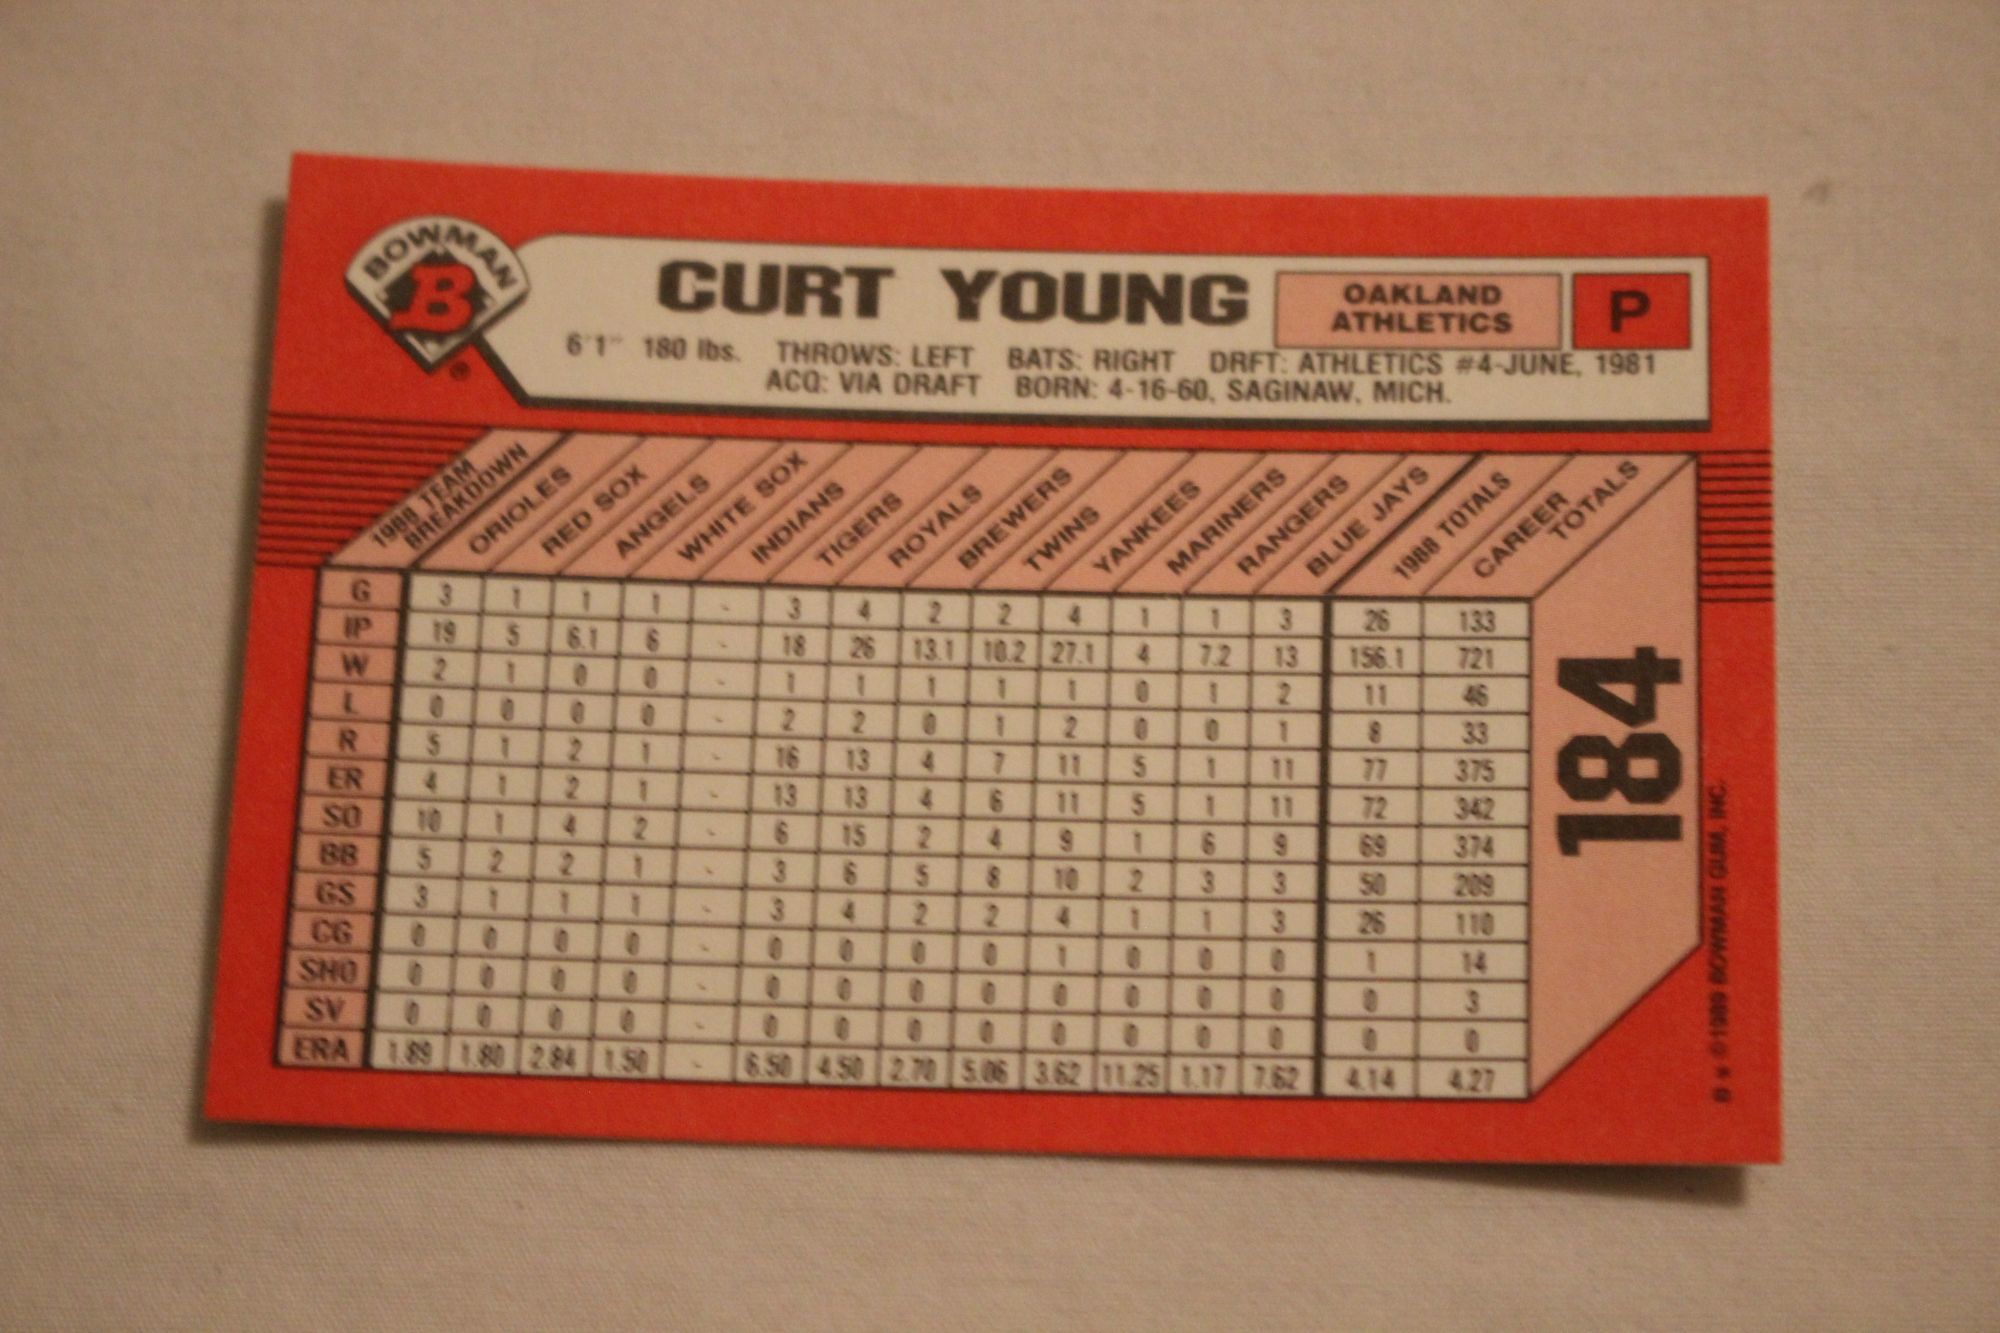 BOWMAN
B
®
CURT YOUNG
OAKLAND
ATHLETICS
P
6'1" 180 lbs. THROWS: LEFT BATS: RIGHT DRFT: ATHLETICS #4-JUNE, 1981
ACQ: VIA DRAFT BORN: 4-16-60, SAGINAW, MICH.
1988 TEAM BREAKDOWN ORIOLES RED SOX ANGELS WHITE SOX INDIANS TIGERS ROYALS BREWERS TWINS YANKEES MARINERS RANGERS BLUE JAYS 1988 TOTALS CAREER TOTALS
G 3 1 1 1 - 3 4 2 2 4 1 1 3 26 133
IP 19 5 6.1 6 - 18 26 13.1 10.2 27.1 4 7.2 13 156.1 721
W 2 1 0 0 - 1 1 1 1 1 0 1 2 11 46
L 0 0 0 0 - 2 2 0 1 2 0 0 1 8 33
R 5 1 2 1 - 16 13 4 7 11 5 1 11 77 375
ER 4 1 2 1 - 13 13 4 6 11 5 1 11 72 342
SO 10 1 4 2 - 6 15 2 4 9 1 6 9 69 374
BB 5 2 2 1 - 3 6 5 8 10 2 3 3 50 209
GS 3 1 1 1 - 3 4 2 2 4 1 1 3 26 110
CG 0 0 0 0 - 0 0 0 0 1 0 0 0 1 14
SHO 0 0 0 0 - 0 0 0 0 0 0 0 0 0 3
SV 0 0 0 0 - 0 0 0 0 0 0 0 0 0 0
ERA 1.89 1.80 2.84 1.50 - 6.50 4.50 2.70 5.06 3.62 11.25 1.17 7.62 4.14 4.27
184
©1989 BOWMAN GUM, INC.